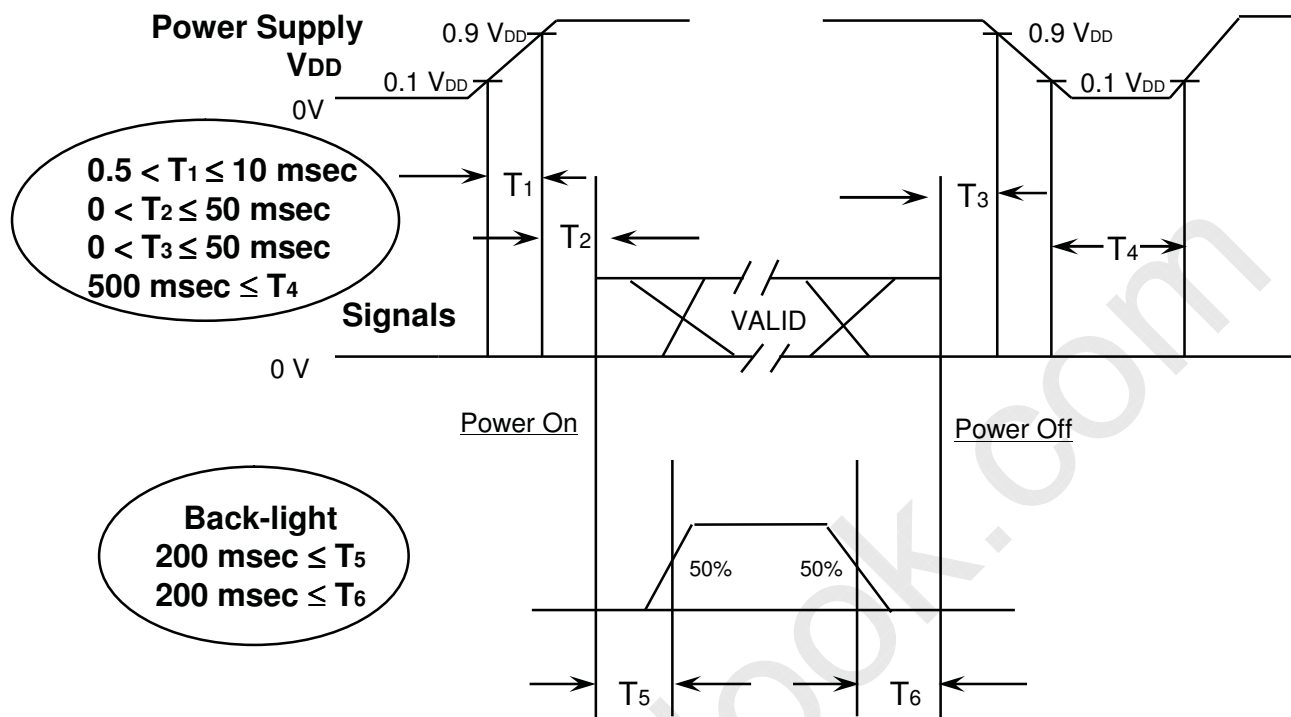 Power Supply
VDD
0.9 VDD
0.1 VDD
0V
0.9 VDD
0.1 VDD
0.5 < T1 ≤ 10 msec
0 < T2 ≤ 50 msec
0 < T3 ≤ 50 msec
500 msec ≤ T4
T1
T2
T3
T4
Signals
VALID
0 V
Power On
Power Off
Back-light
200 msec ≤ T5
200 msec ≤ T6
50%
50%
T5
T6
look.com